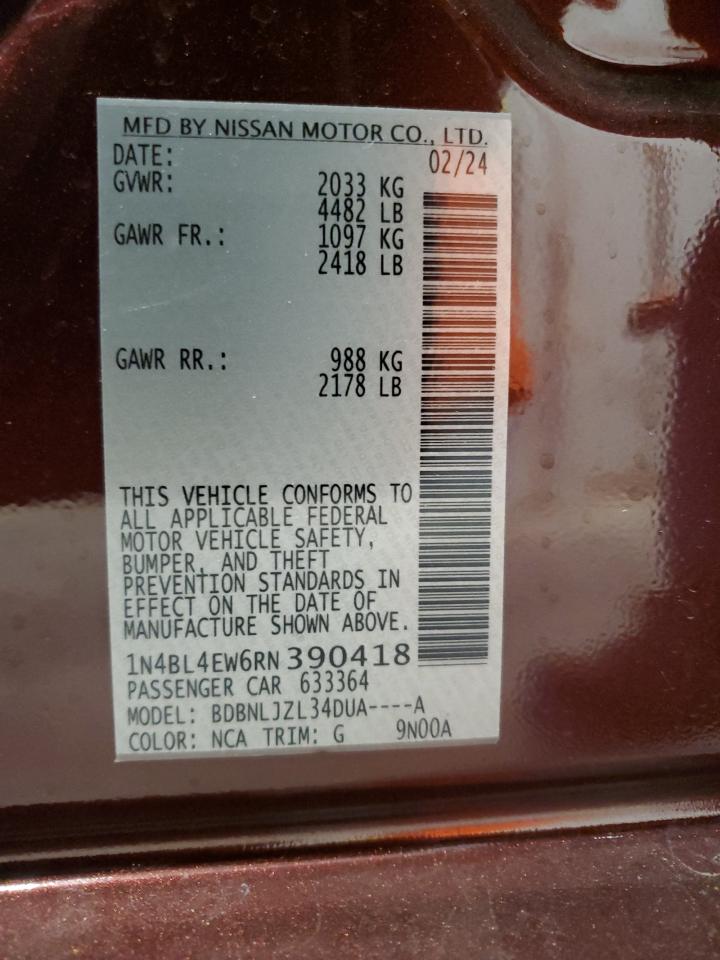 MFD BY NISSAN MOTOR CO., LTD.
DATE: 02/24
GVWR: 2033 KG
4482 LB
GAWR FR.: 1097 KG
2418 LB
GAWR RR.: 988 KG
2178 LB
THIS VEHICLE CONFORMS TO
ALL APPLICABLE FEDERAL
MOTOR VEHICLE SAFETY,
BUMPER, AND THEFT
PREVENTION STANDARDS IN
EFFECT ON THE DATE OF
MANUFACTURE SHOWN ABOVE.
1N4BL4EW6RN390418
PASSENGER CAR 633364
MODEL: BDBNLJZL34DUA----A
COLOR: NCA TRIM: G 9N00A